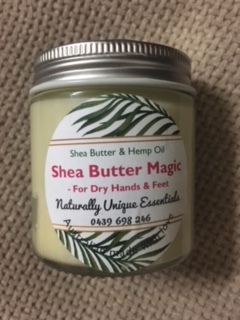 Shea Butter & Hemp Oil
Shea Butter Magic
- For Dry Hands & Feet
Naturally Unique Essentials
0439 698 246